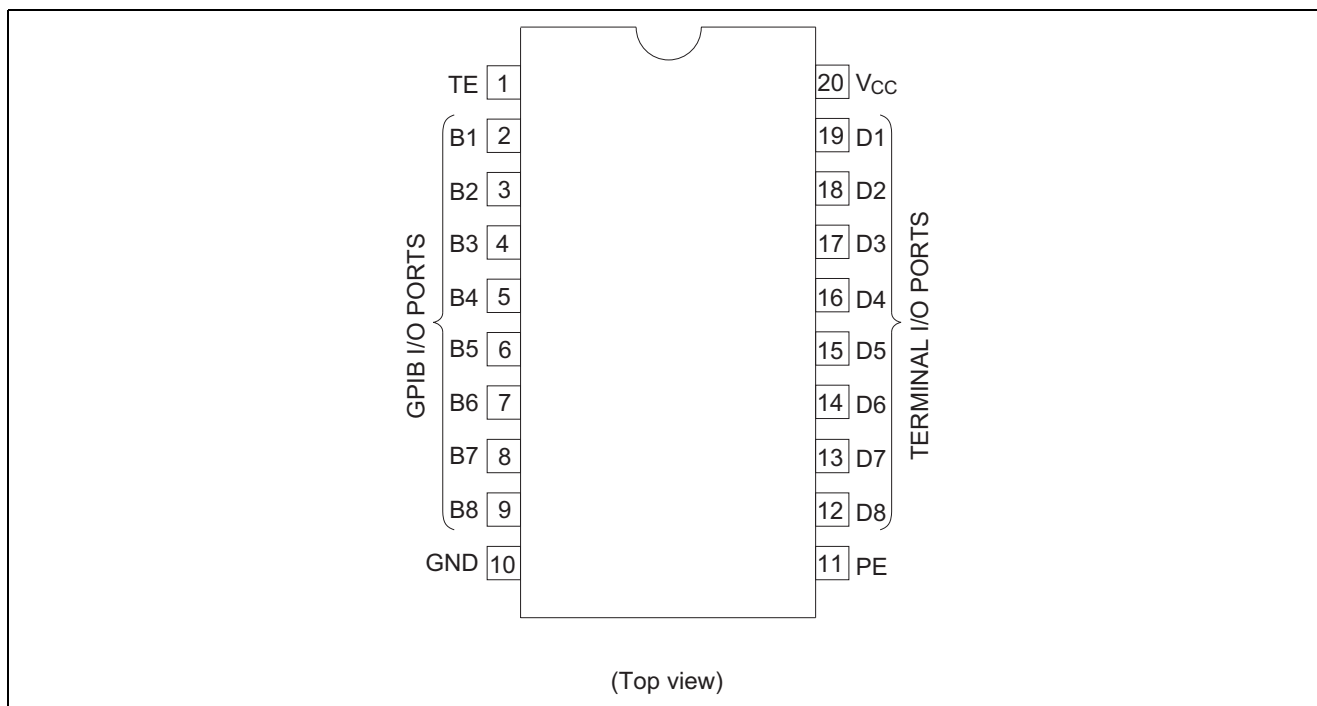 TE 1 20 VCC
B1 2 19 D1
B2 3 18 D2
B3 4 17 D3
B4 5 16 D4
B5 6 15 D5
B6 7 14 D6
B7 8 13 D7
B8 9 12 D8
GND 10 11 PE
GPIB I/O PORTS
TERMINAL I/O PORTS
(Top view)